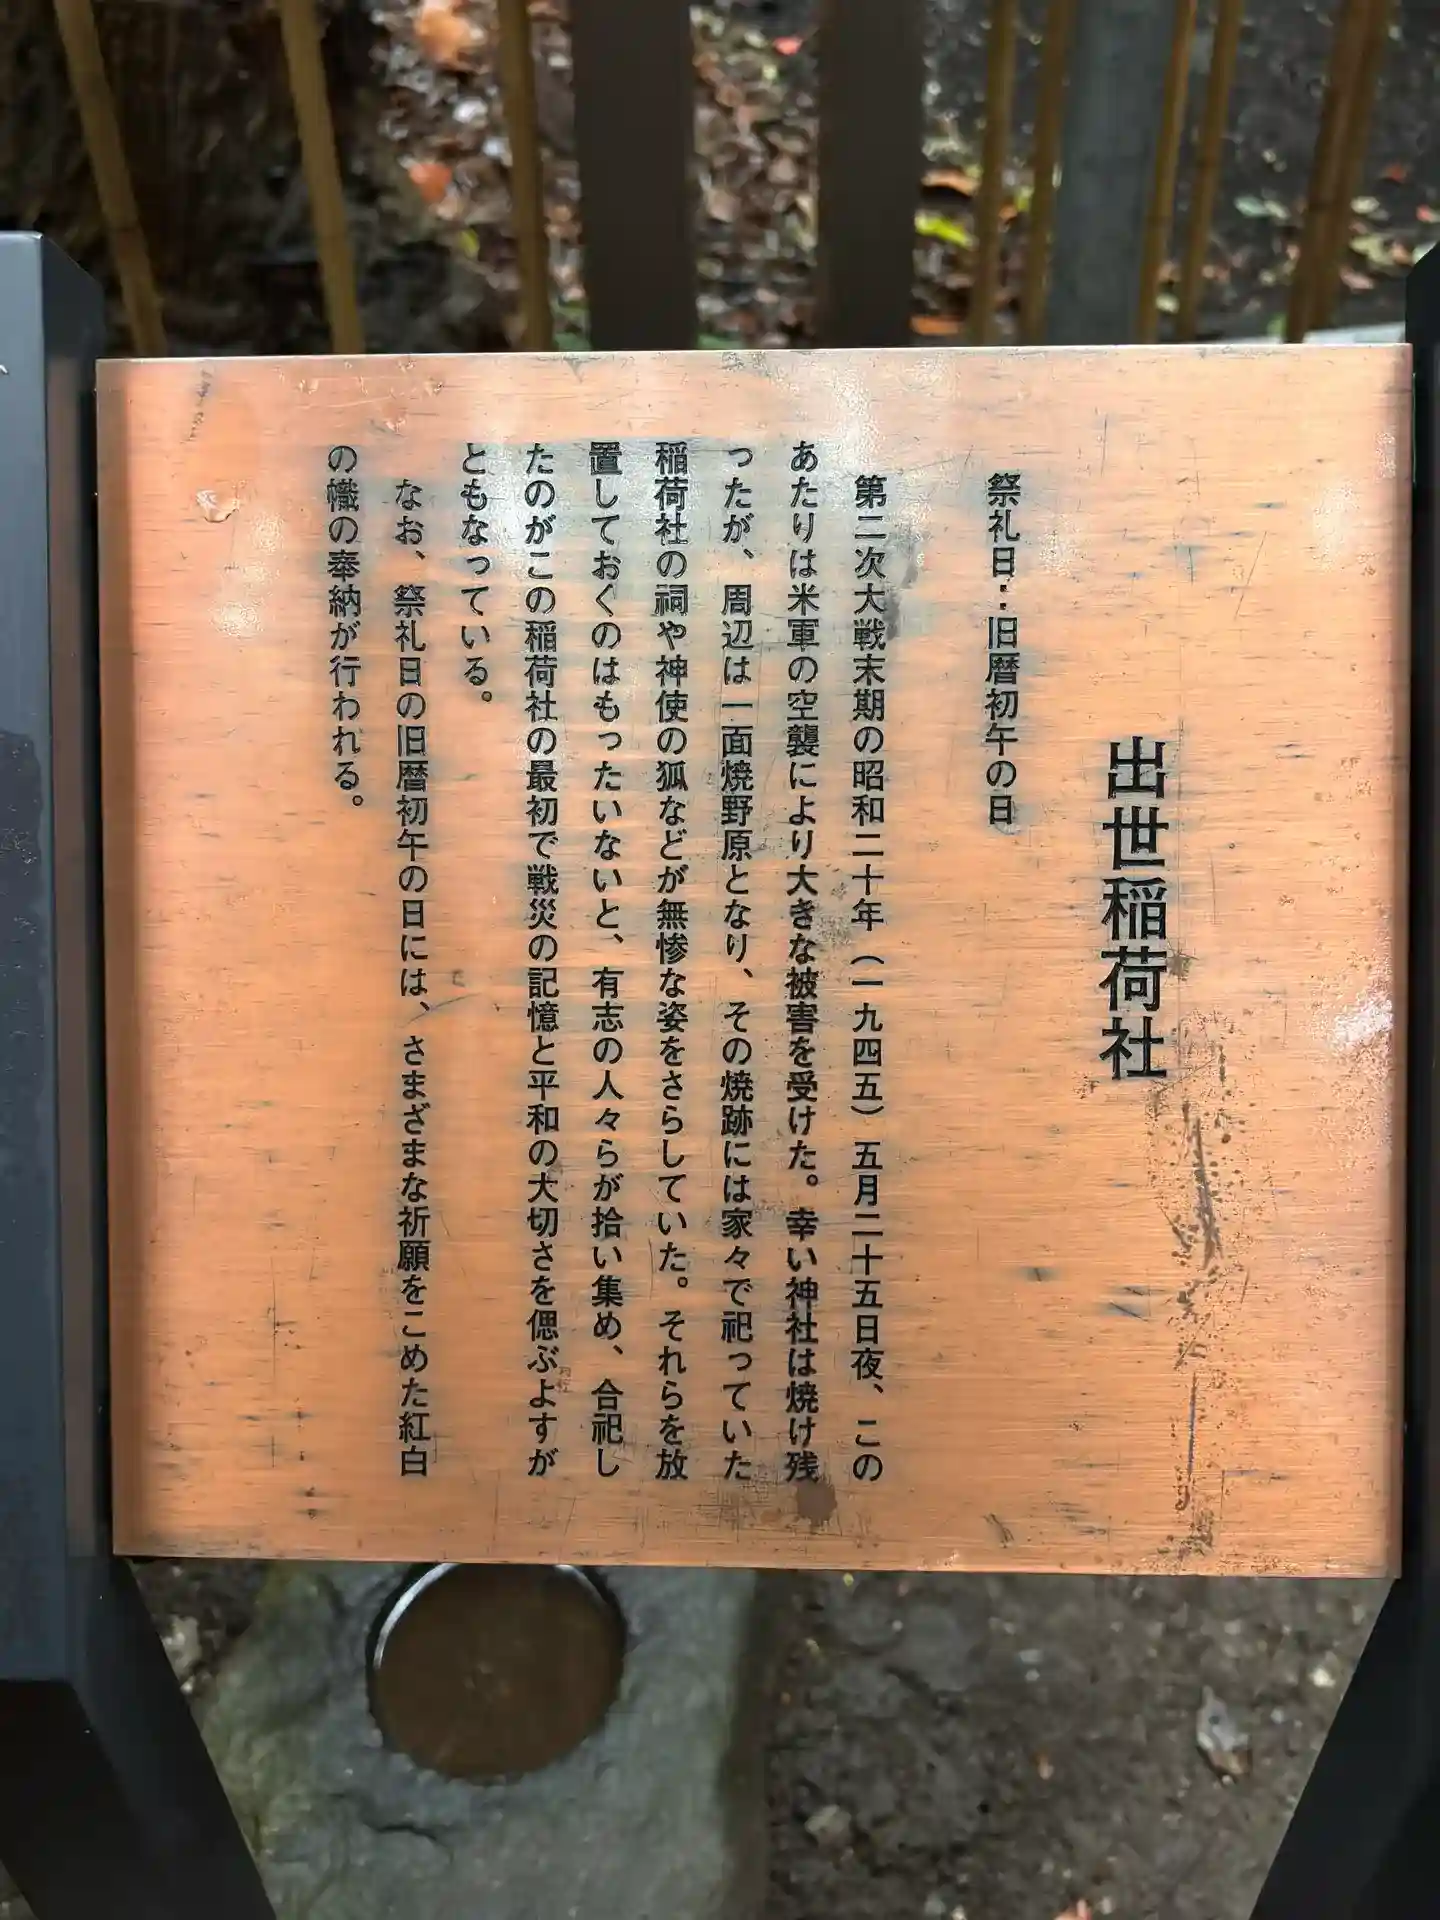 出世稲荷社
祭礼日：旧暦初午の日
第二次大戦末期の昭和二十年（一九四五）五月二十五日夜、この
あたりは米軍の空襲により大きな被害を受けた。幸い神社は焼け残
ったが、周辺は一面焼野原となり、その焼跡には家々で祀っていた
稲荷社の祠や神使の狐などが無惨な姿をさらしていた。それらを放
置しておくのはもったいないと、有志の人々らが拾い集め、合祀し
たのがこの稲荷社の最初で戦災の記憶と平和の大切さを偲ぶよすが
ともなっている。
なお、祭礼日の旧暦初午の日には、さまざまな祈願をこめた紅白
の幟の奉納が行われる。